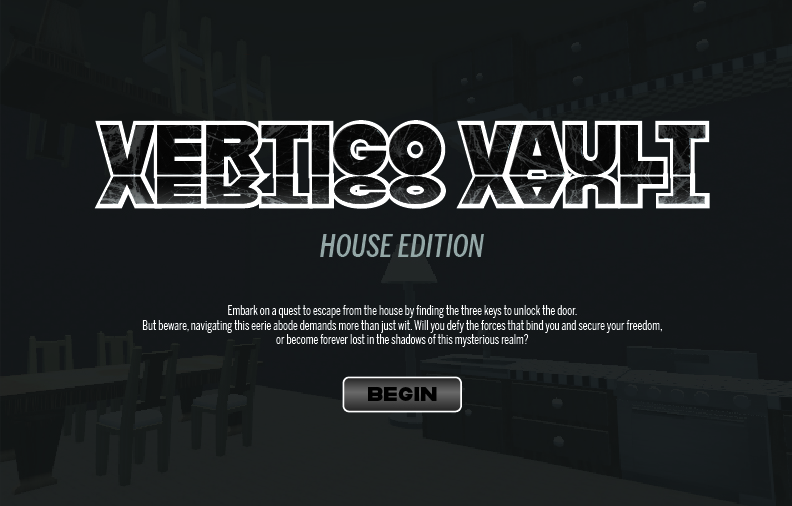 VERTIGO VAULT
HOUSE EDITION
Embark on a quest to escape from the house by finding the three keys to unlock the door.
But beware, navigating this eerie abode demands more than just wit. Will you defy the forces that bind you and secure your freedom,
or become forever lost in the shadows of this mysterious realm?
BEGIN